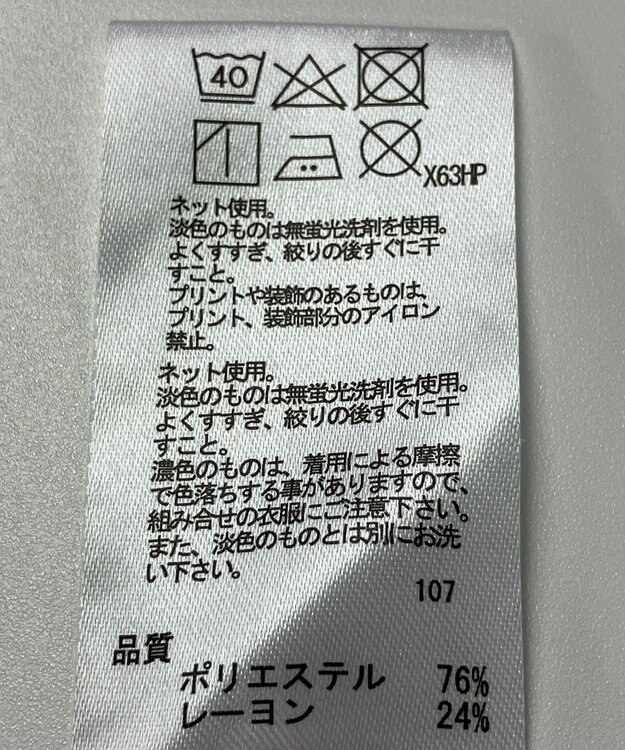 40
X63HP
ネット使用。
淡色のものは無蛍光洗剤を使用。
よくすすぎ、絞りの後すぐに干
すこと。
プリントや装飾のあるものは、
プリント、装飾部分のアイロン
禁止。
ネット使用。
淡色のものは無蛍光洗剤を使用。
よくすすぎ、絞りの後すぐに干
すこと。
濃色のものは、着用による摩擦
で色落ちする事がありますので、
組み合せの衣服にご注意下さい。
また、淡色のものとは別にお洗
い下さい。
107
品質
ポリエステル 76%
レーヨン 24%